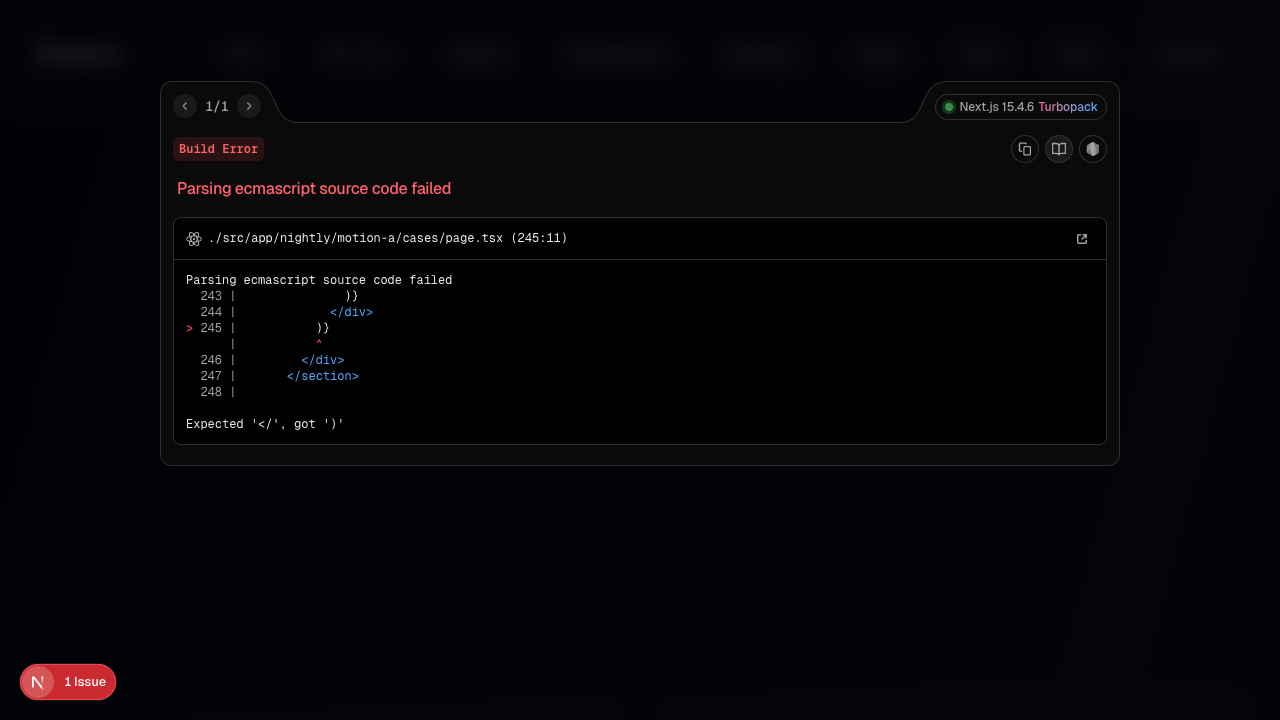 1/1
Next.js 15.4.6 Turbopack
Build Error
Parsing ecmascript source code failed
./src/app/nightly/motion-a/cases/page.tsx (245:11)
Parsing ecmascript source code failed
  243 |               )}
  244 |             </div>
> 245 |           )}
      |           ^
  246 |         </div>
  247 |       </section>
  248 |
Expected '</', got ')'
N
1 Issue